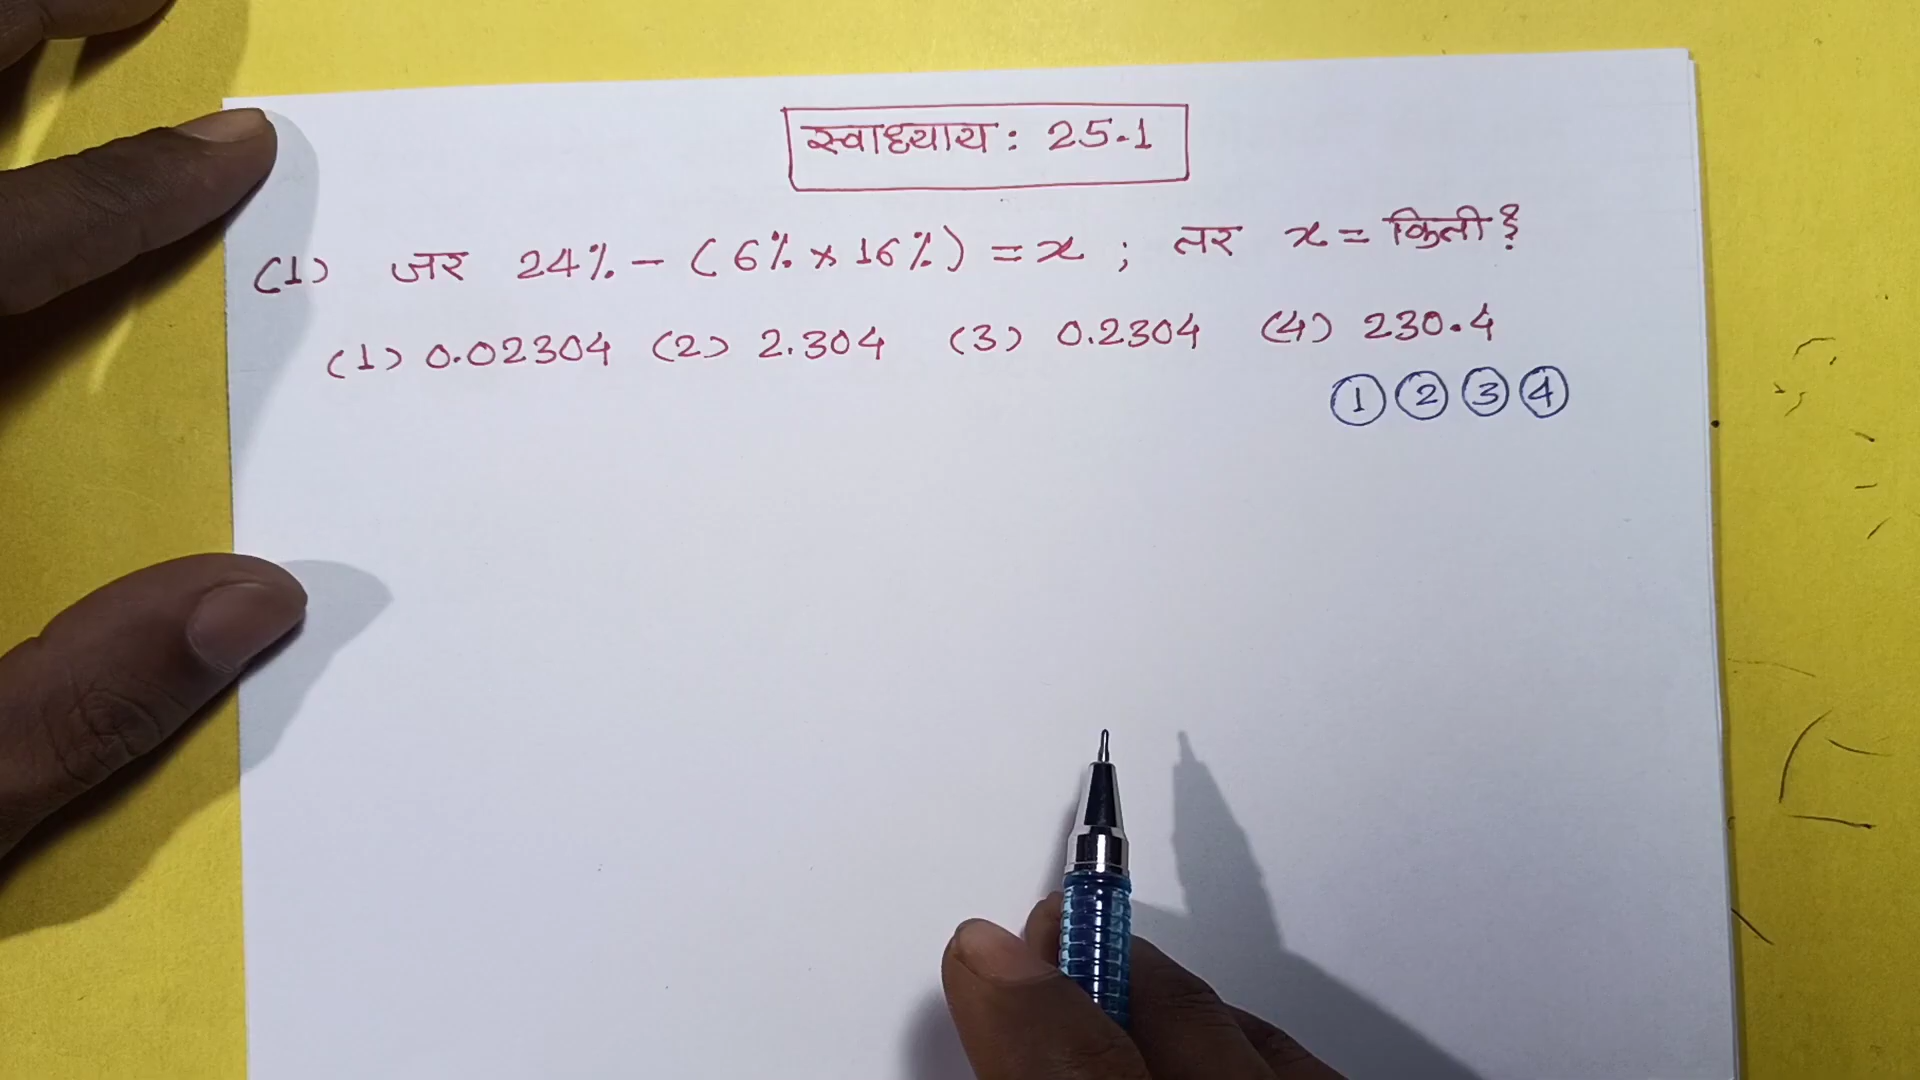 स्वाध्याय : 25.1
(1) जर 24% - (6% × 16%) = x ; तर x = किती?
(1) 0.02304 (2) 2.304 (3) 0.2304 (4) 230.4
1 2 3 4